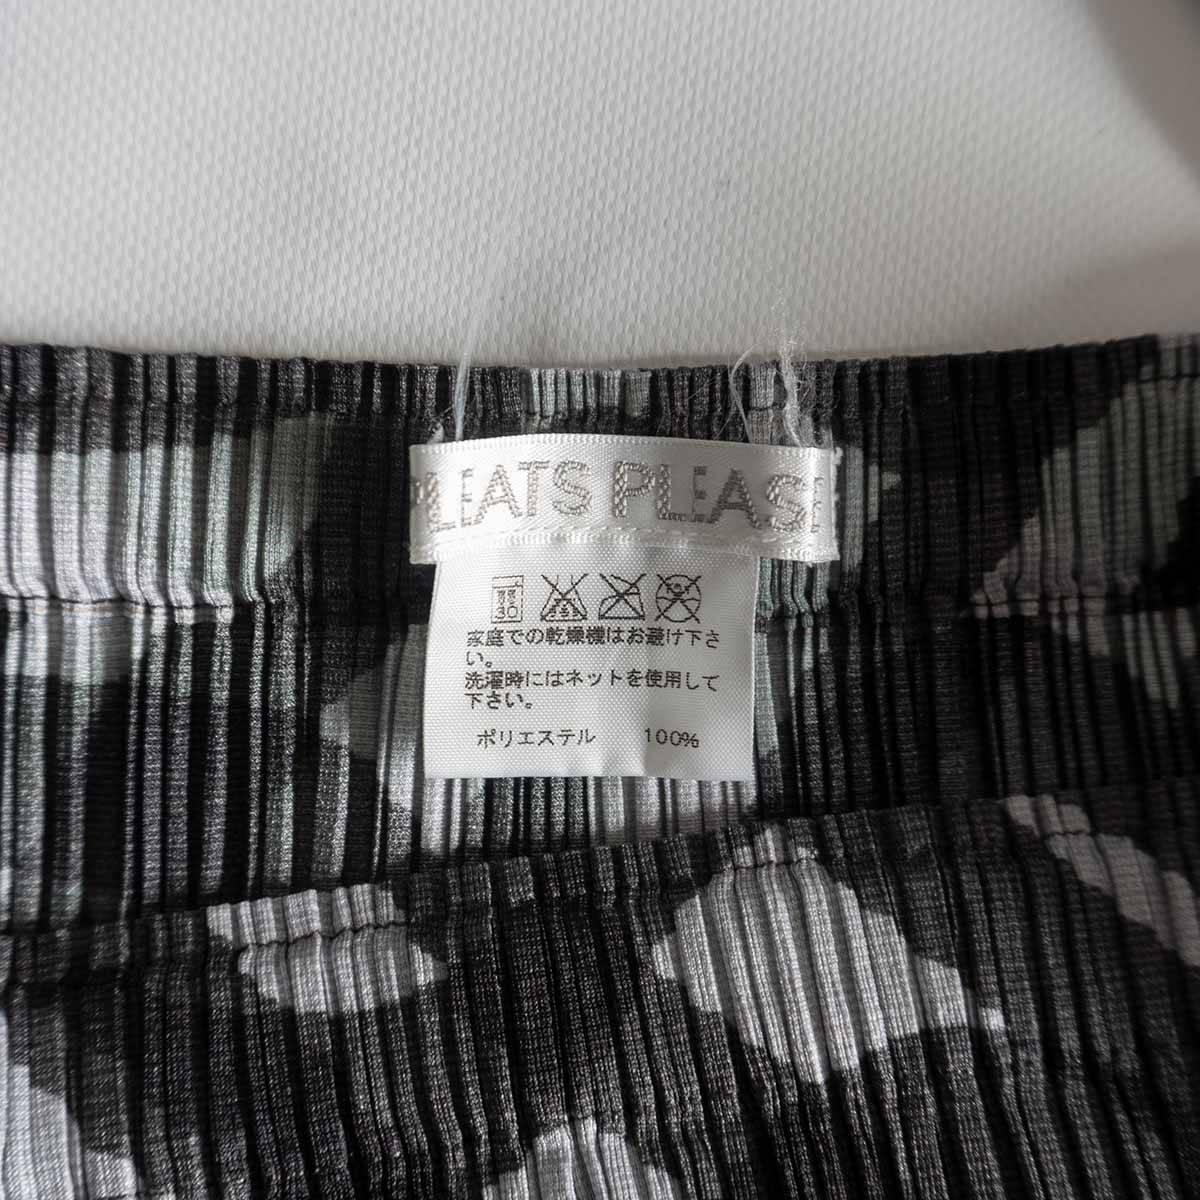 PLEATS PLEAS
30
家庭での乾燥機はお避け下さ
い。
洗濯時にはネットを使用して
下さい。
ポリエステル 100%